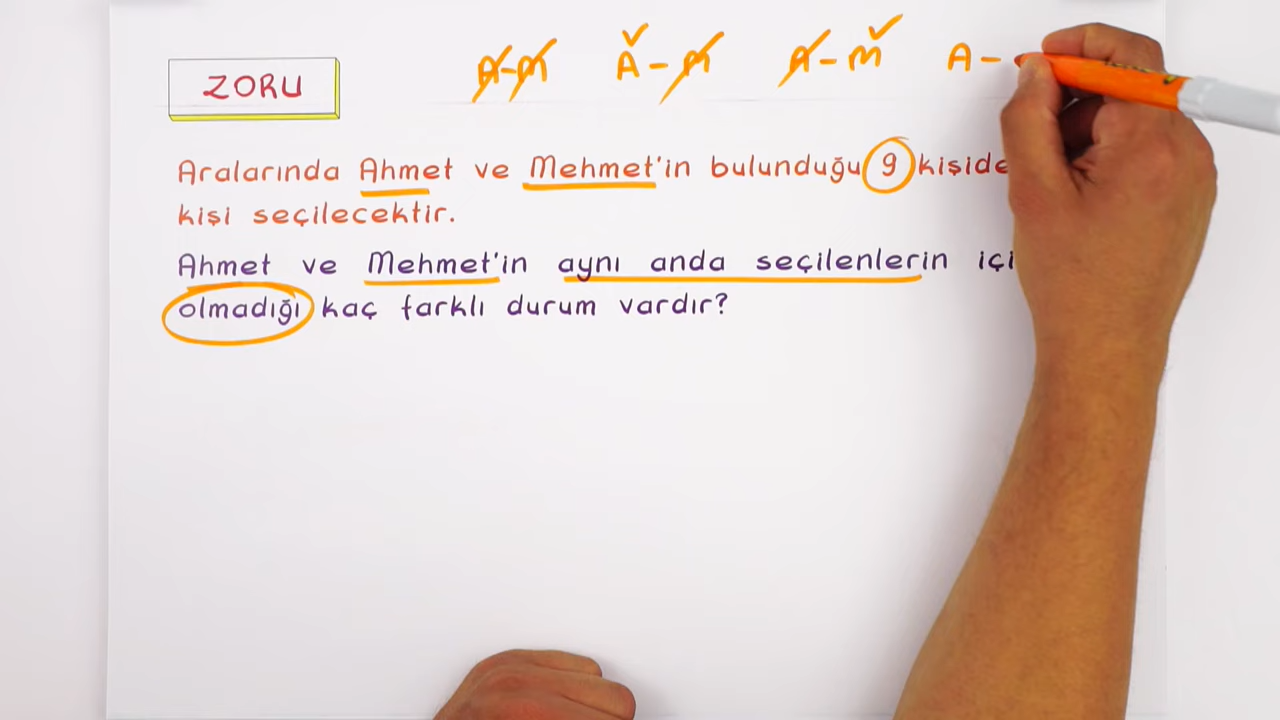 A-M A-M A-M A-
ZORU
Aralarında Ahmet ve Mehmet'in bulunduğu 9 kişide
kişi seçilecektir.
Ahmet ve Mehmet'in aynı anda seçilenlerin içi
olmadığı kaç farklı durum vardır?